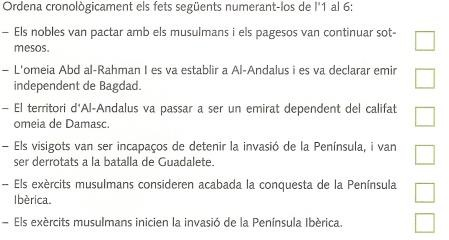 Ordena cronològicament els fets següents numerant-los de l'1 al 6:
– Els nobles van pactar amb els musulmans i els pagesos van continuar sot-
mesos.
– L'omeia Abd al-Rahman I es va establir a Al-Andalus i es va declarar emir
independent de Bagdad.
– El territori d'Al-Andalus va passar a ser un emirat dependent del califat
omeia de Damasc.
– Els visigots van ser incapaços de detenir la invasió de la Península, i van
ser derrotats a la batalla de Guadalete.
– Els exèrcits musulmans consideren acabada la conquesta de la Península
Ibèrica.
– Els exèrcits musulmans inicien la invasió de la Península Ibèrica.